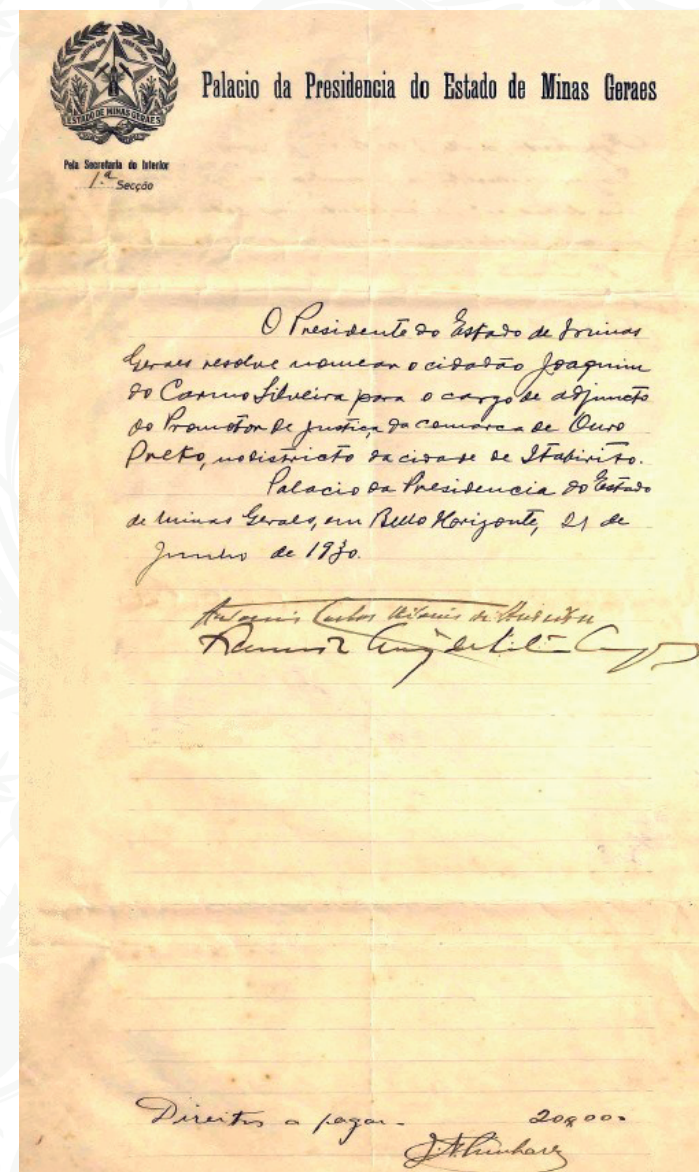 ESTADO DE MINAS GERAES
Palacio da Presidencia do Estado de Minas Geraes
Pela Secretaria do Interior
1.ª Secção
O Presidente do Estado de Minas
Geraes resolve nomear o cidadão Joaquim
do Carmo Silveira para o cargo de adjuncto
do Promotor de Justiça da comarca de Ouro
Preto, no districto da cidade de Itabirito.
Palacio da Presidencia do Estado
de Minas Geraes, em Bello Horizonte, 21 de
Junho de 1930.
Antonio Carlos Ribeiro de Andrada
Direitos a pagar- 20$000